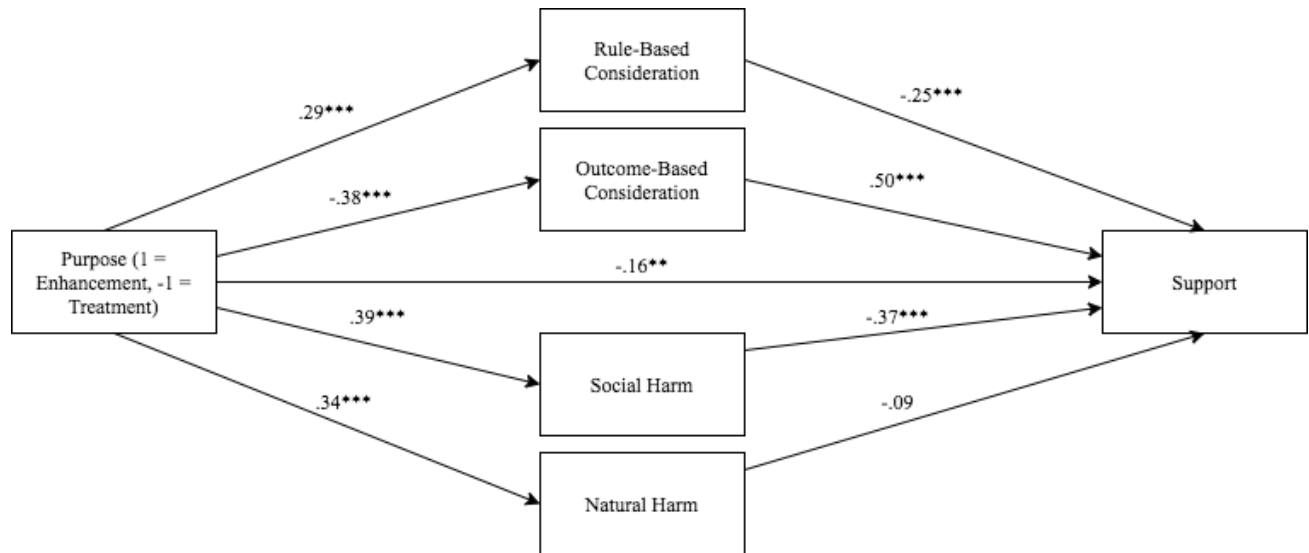 Rule-Based
Consideration
.29***
-.25***
Outcome-Based
Consideration
-.38***
.50***
Purpose (1 =
Enhancement, -1 =
Treatment)
-.16**
Support
.39***
-.37***
Social Harm
.34***
-.09
Natural Harm